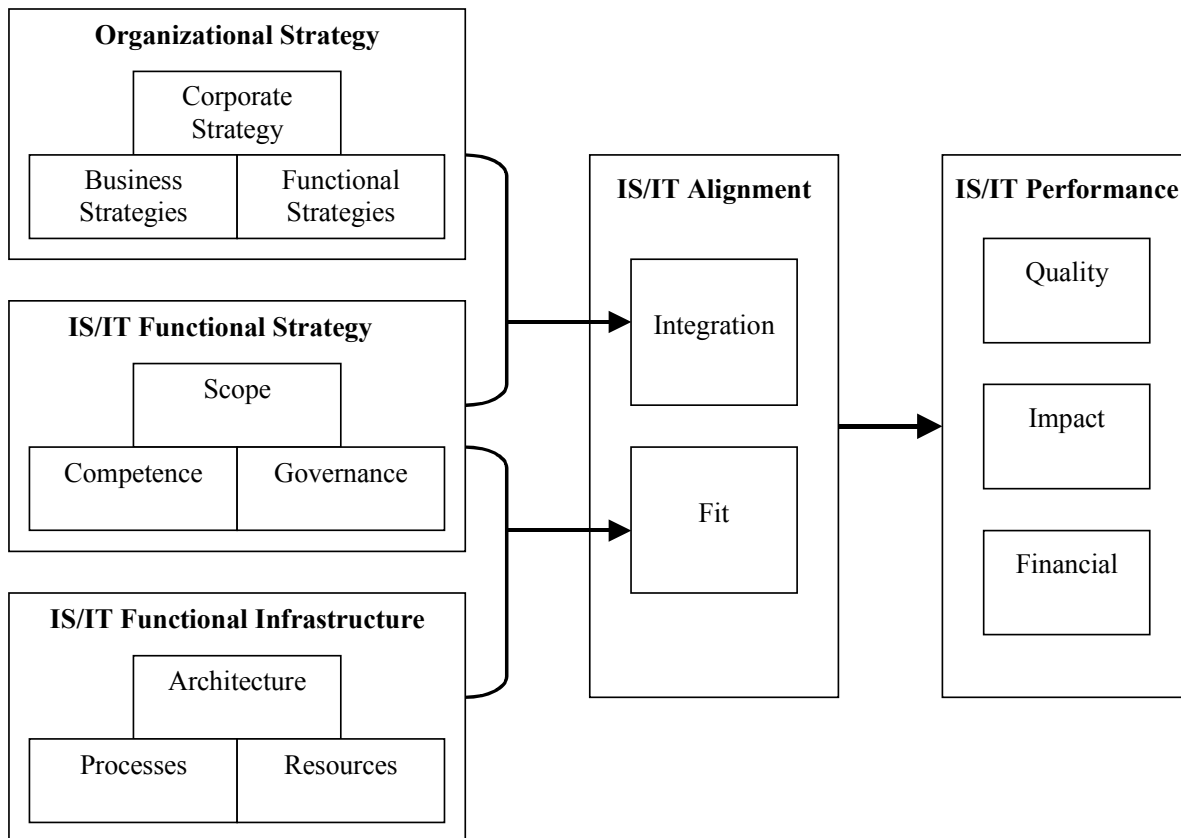 Organizational Strategy
Corporate
Strategy
Business
Strategies
Functional
Strategies
IS/IT Functional Strategy
Scope
Competence
Governance
IS/IT Functional Infrastructure
Architecture
Processes
Resources
IS/IT Alignment
Integration
Fit
IS/IT Performance
Quality
Impact
Financial